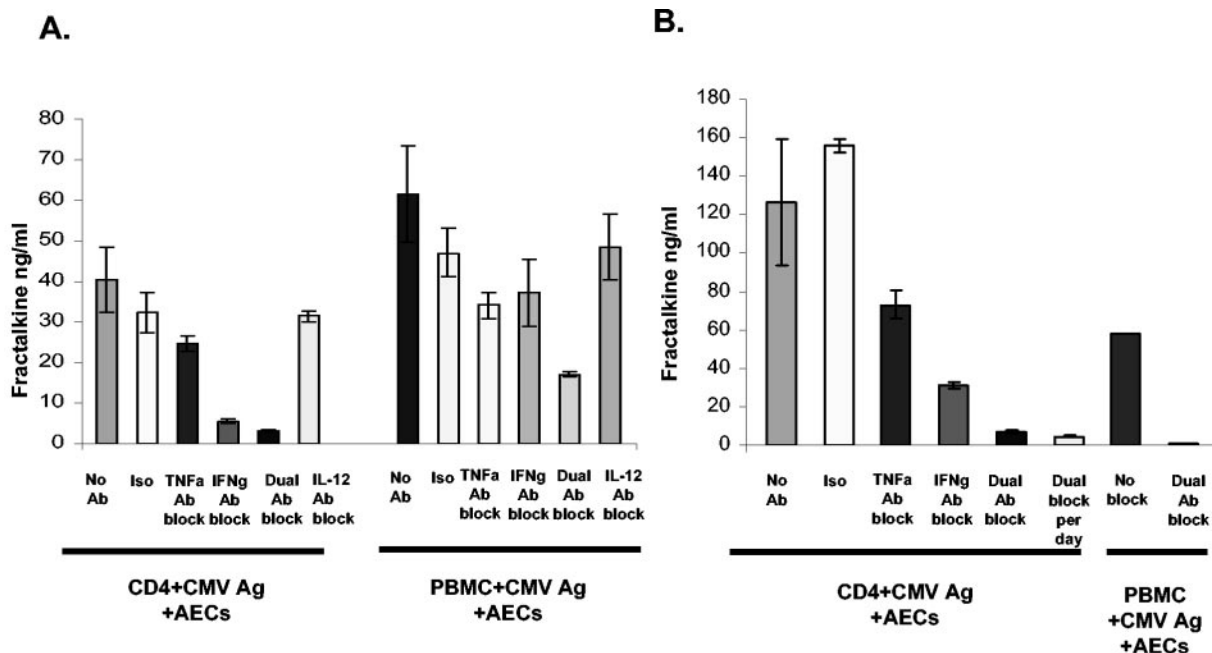 A.
80
70
60
50
40
30
20
10
0
Fractalkine ng/ml
No
Ab
Iso
TNFa
Ab
block
IFNg
Ab
block
Dual
Ab
block
IL-12
Ab
block
No
Ab
Iso
TNFa
Ab
block
IFNg
Ab
block
Dual
Ab
block
IL-12
Ab
block
CD4+CMV Ag
+AECs
PBMC+CMV Ag
+AECs
B.
180
160
140
120
100
80
60
40
20
0
Fractalkine ng/ml
No
Ab
Iso
TNFa
Ab
block
IFNg
Ab
block
Dual
Ab
block
Dual
block
per
day
No
block
Dual
Ab
block
CD4+CMV Ag
+AECs
PBMC
+CMV Ag
+AECs